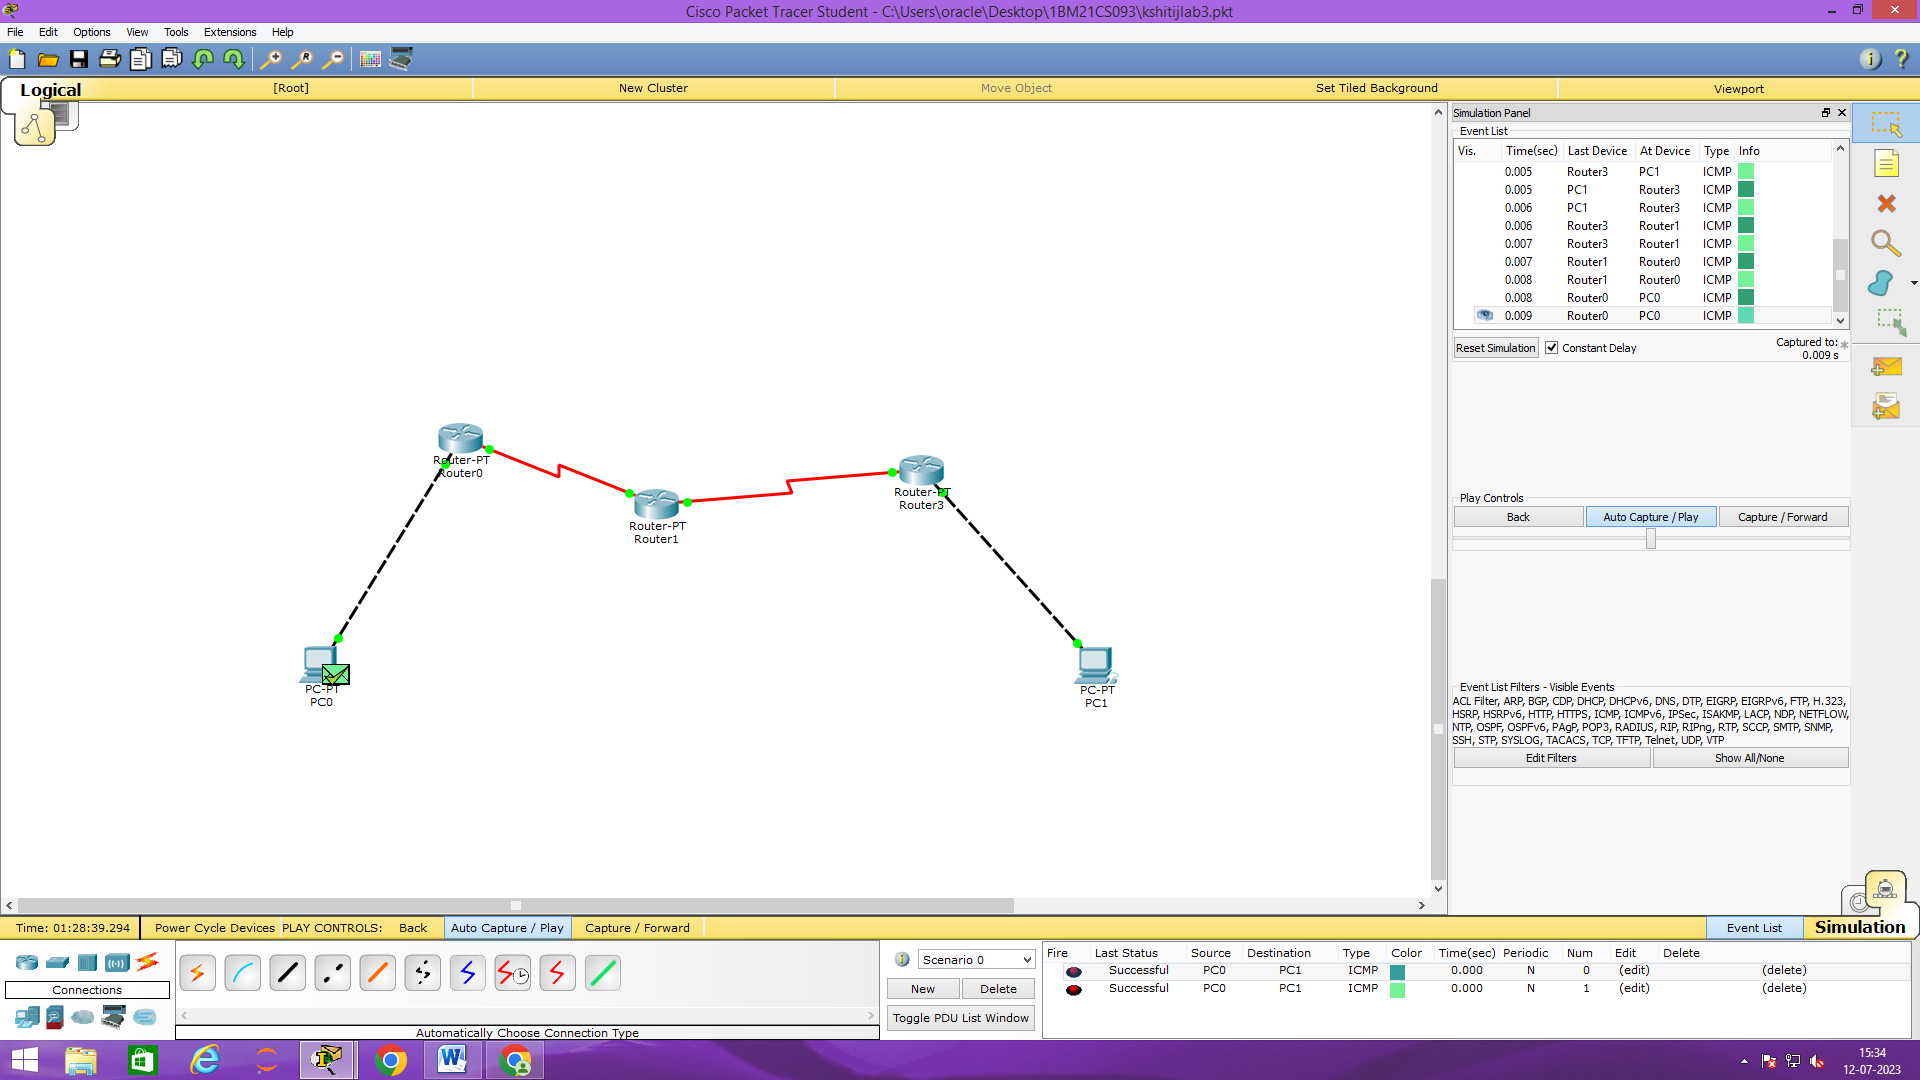 Cisco Packet Tracer Student - C:\Users\oracle\Desktop\1BM21CS093\kshitijlab3.pkt
File Edit Options View Tools Extensions Help
Logical [Root] New Cluster Move Object Set Tiled Background Viewport
Simulation Panel
Event List
Vis. Time(sec) Last Device At Device Type Info
0.005 Router3 PC1 ICMP
0.005 PC1 Router3 ICMP
0.006 PC1 Router3 ICMP
0.006 Router3 Router1 ICMP
0.007 Router3 Router1 ICMP
0.007 Router1 Router0 ICMP
0.008 Router1 Router0 ICMP
0.008 Router0 PC0 ICMP
0.009 Router0 PC0 ICMP
Reset Simulation Constant Delay Captured to:
0.009 s
Router-PT
Router0
Router-PT
Router1
Router-PT
Router3
PC-PT
PC0
PC-PT
PC1
Play Controls
Back Auto Capture / Play Capture / Forward
Event List Filters - Visible Events
ACL Filter, ARP, BGP, CDP, DHCP, DHCPv6, DNS, DTP, EIGRP, EIGRPv6, FTP, H.323,
HSRP, HSRPv6, HTTP, HTTPS, ICMP, ICMPv6, IPSec, ISAKMP, LACP, NDP, NETFLOW,
NTP, OSPF, OSPFv6, PAgP, POP3, RADIUS, RIP, RIPng, RTP, SCCP, SMTP, SNMP,
SSH, STP, SYSLOG, TACACS, TCP, TFTP, Telnet, UDP, VTP
Edit Filters Show All/None
Time: 01:28:39.294 Power Cycle Devices PLAY CONTROLS: Back Auto Capture / Play Capture / Forward Event List Simulation
Connections
Automatically Choose Connection Type
Scenario 0
New Delete
Toggle PDU List Window
Fire Last Status Source Destination Type Color Time(sec) Periodic Num Edit Delete
Successful PC0 PC1 ICMP 0.000 N 0 (edit) (delete)
Successful PC0 PC1 ICMP 0.000 N 1 (edit) (delete)
15:34
12-07-2023